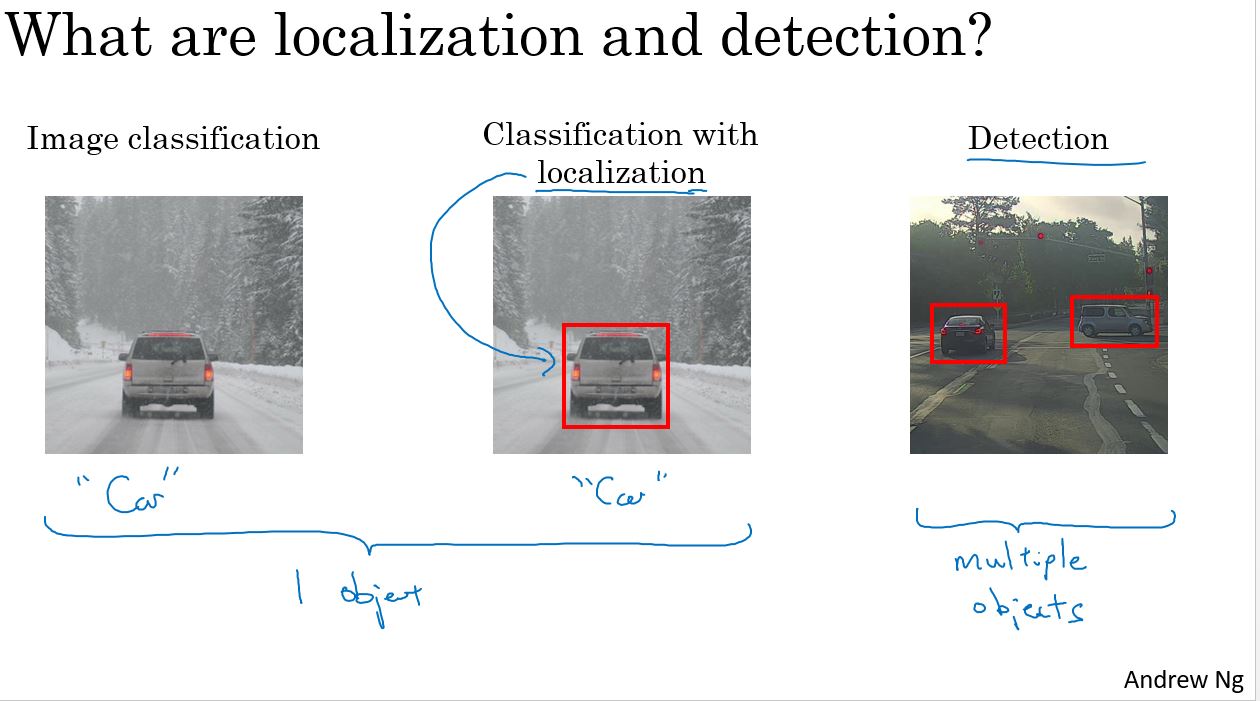 What are localization and detection?
Image classification
Classification with
localization
Detection
"Car"
"Car"
1 object
multiple
objects
Andrew Ng